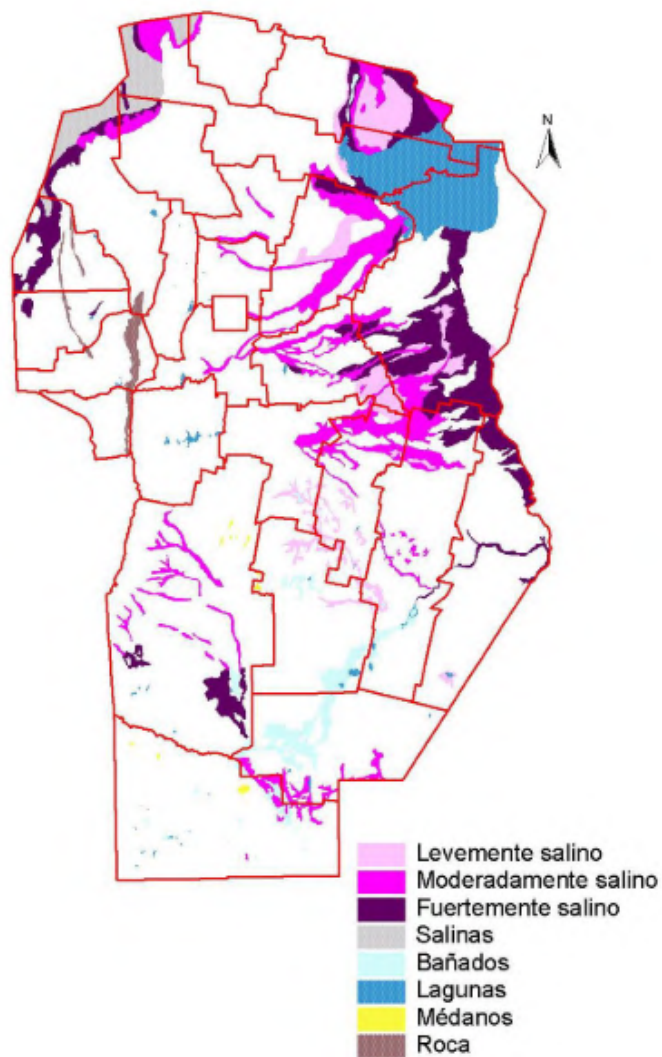 N
Levemente salino
Moderadamente salino
Fuertemente salino
Salinas
Bañados
Lagunas
Médanos
Roca